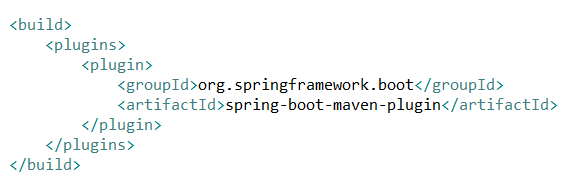 <build>
    <plugins>
        <plugin>
            <groupId>org.springframework.boot</groupId>
            <artifactId>spring-boot-maven-plugin</artifactId>
        </plugin>
    </plugins>
</build>